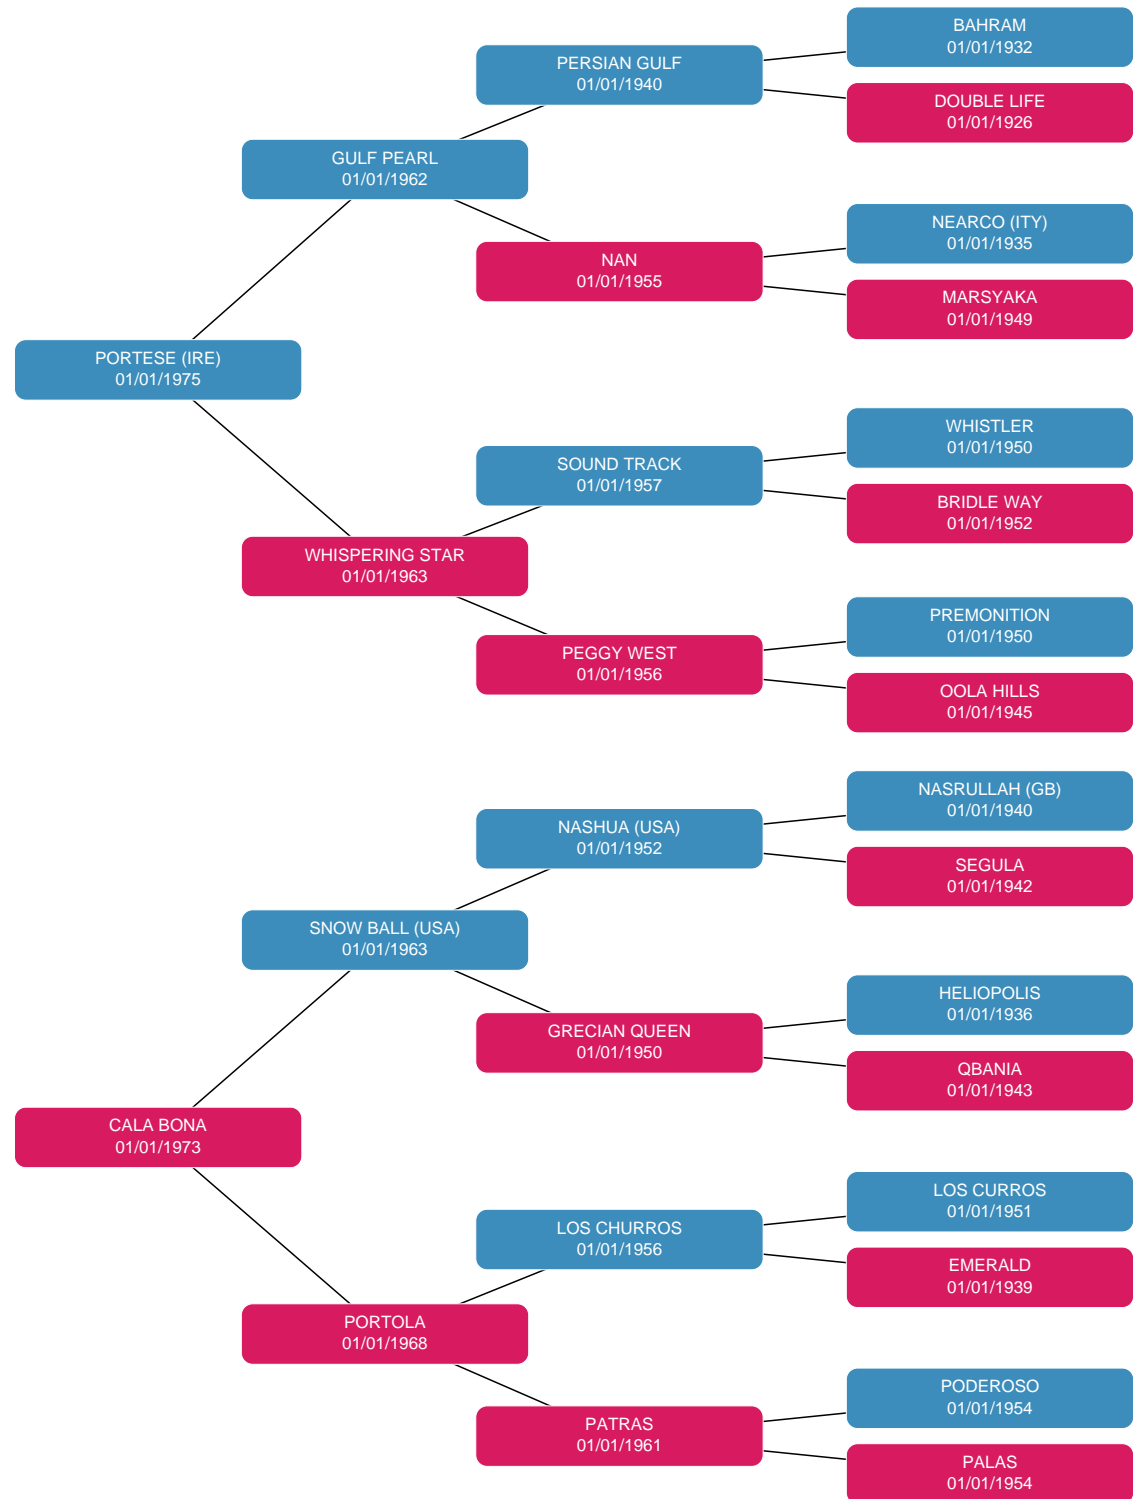 BAHRAM
01/01/1932
PERSIAN GULF
01/01/1940
DOUBLE LIFE
01/01/1926
GULF PEARL
01/01/1962
NEARCO (ITY)
01/01/1935
NAN
01/01/1955
MARSYAKA
01/01/1949
PORTESE (IRE)
01/01/1975
WHISTLER
01/01/1950
SOUND TRACK
01/01/1957
BRIDLE WAY
01/01/1952
WHISPERING STAR
01/01/1963
PREMONITION
01/01/1950
PEGGY WEST
01/01/1956
OOLA HILLS
01/01/1945
NASRULLAH (GB)
01/01/1940
NASHUA (USA)
01/01/1952
SEGULA
01/01/1942
SNOW BALL (USA)
01/01/1963
HELIOPOLIS
01/01/1936
GRECIAN QUEEN
01/01/1950
QBANIA
01/01/1943
CALA BONA
01/01/1973
LOS CURROS
01/01/1951
LOS CHURROS
01/01/1956
EMERALD
01/01/1939
PORTOLA
01/01/1968
PODEROSO
01/01/1954
PATRAS
01/01/1961
PALAS
01/01/1954